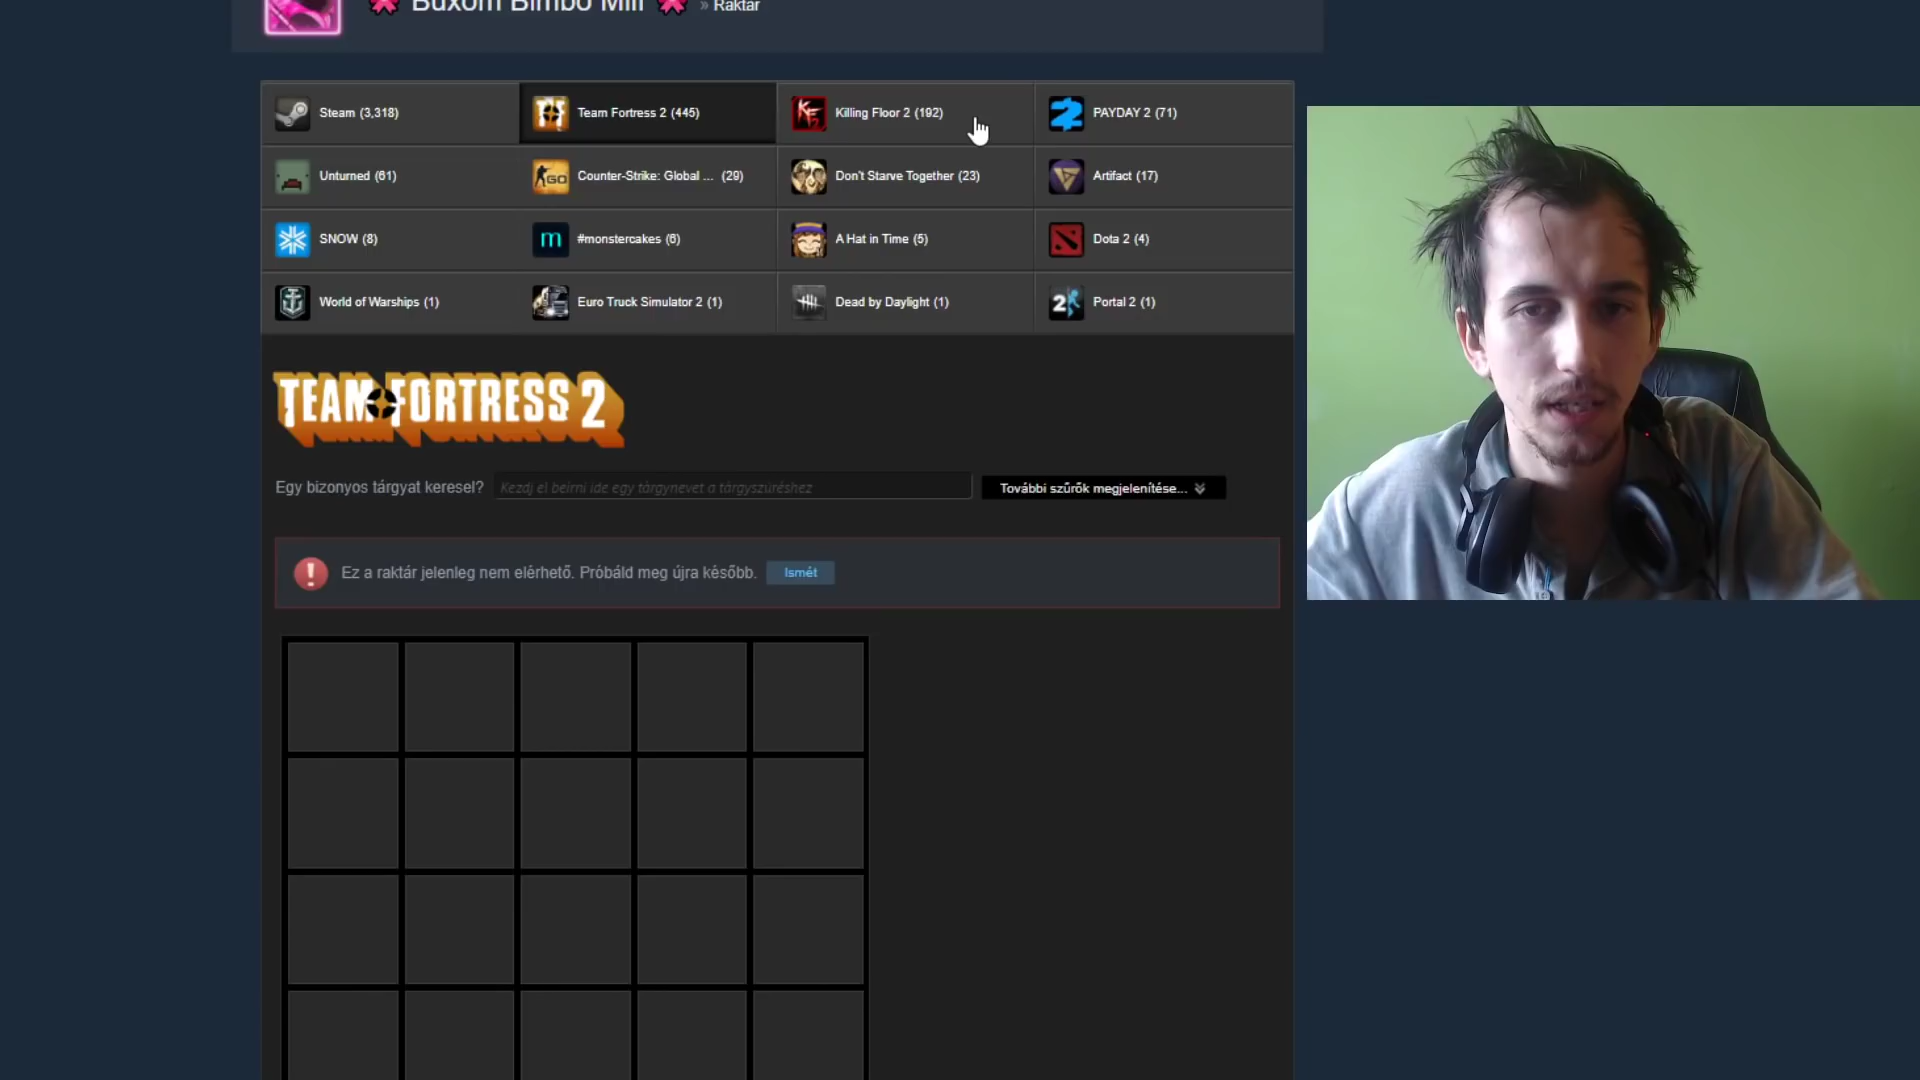 Buxom Bimbo Milf » Raktár
Steam (3,318)
Team Fortress 2 (445)
Killing Floor 2 (192)
PAYDAY 2 (71)
Unturned (61)
Counter-Strike: Global ... (29)
Don't Starve Together (23)
Artifact (17)
SNOW (8)
#monstercakes (6)
A Hat in Time (5)
Dota 2 (4)
World of Warships (1)
Euro Truck Simulator 2 (1)
Dead by Daylight (1)
Portal 2 (1)
TEAM FORTRESS 2
Egy bizonyos tárgyat keresel? Kezdj el beírni ide egy tárgynevet a tárgyszűréshez További szűrők megjelenítése...
Ez a raktár jelenleg nem elérhető. Próbáld meg újra később. Ismét